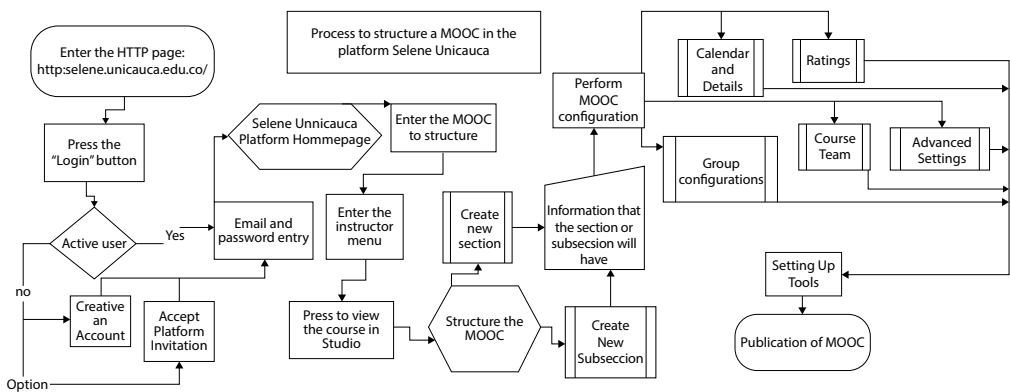 Enter the HTTP page:
http:selene.unicauca.edu.co/
Process to structure a MOOC in the
platform Selene Unicauca
Press the
“Login” button
Active user
Yes
no
Option
Creative
an
Account
Accept
Platform
Invitation
Email and
password entry
Selene Unnicauca
Platform Hommepage
Enter the MOOC
to structure
Enter the
instructor
menu
Press to view
the course in
Studio
Structure the
MOOC
Create
new
section
Create
New
Subseccion
Information that
the section or
subsecsion will
have
Perform
MOOC
configuration
Calendar
and
Details
Ratings
Course
Team
Advanced
Settings
Group
configurations
Setting Up
Tools
Publication of MOOC